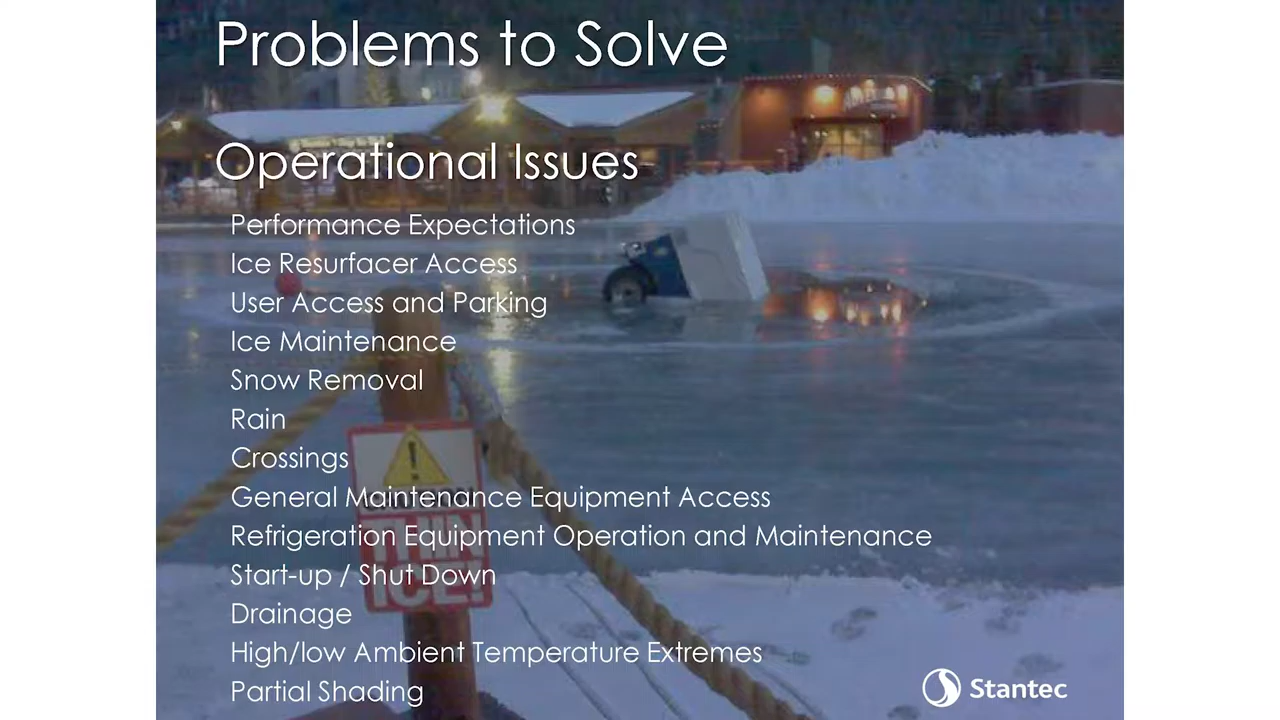 Problems to Solve
Operational Issues
Performance Expectations
Ice Resurfacer Access
User Access and Parking
Ice Maintenance
Snow Removal
Rain
Crossings
General Maintenance Equipment Access
Refrigeration Equipment Operation and Maintenance
Start-up / Shut Down
Drainage
High/low Ambient Temperature Extremes
Partial Shading
THIN
ICE!
Stantec